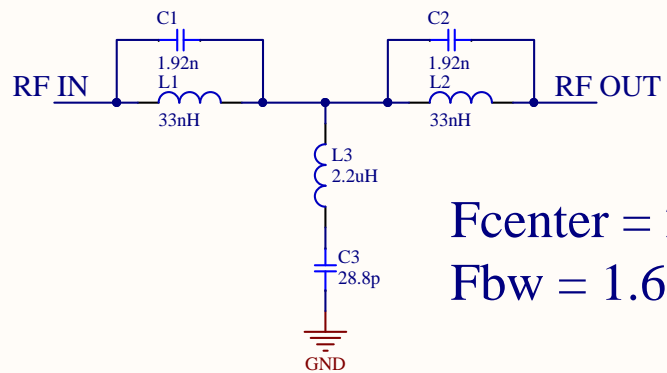 C1
1.92n
L1
33nH
C2
1.92n
L2
33nH
RF IN
RF OUT
L3
2.2uH
C3
28.8p
GND
Fcenter =
Fbw = 1.6